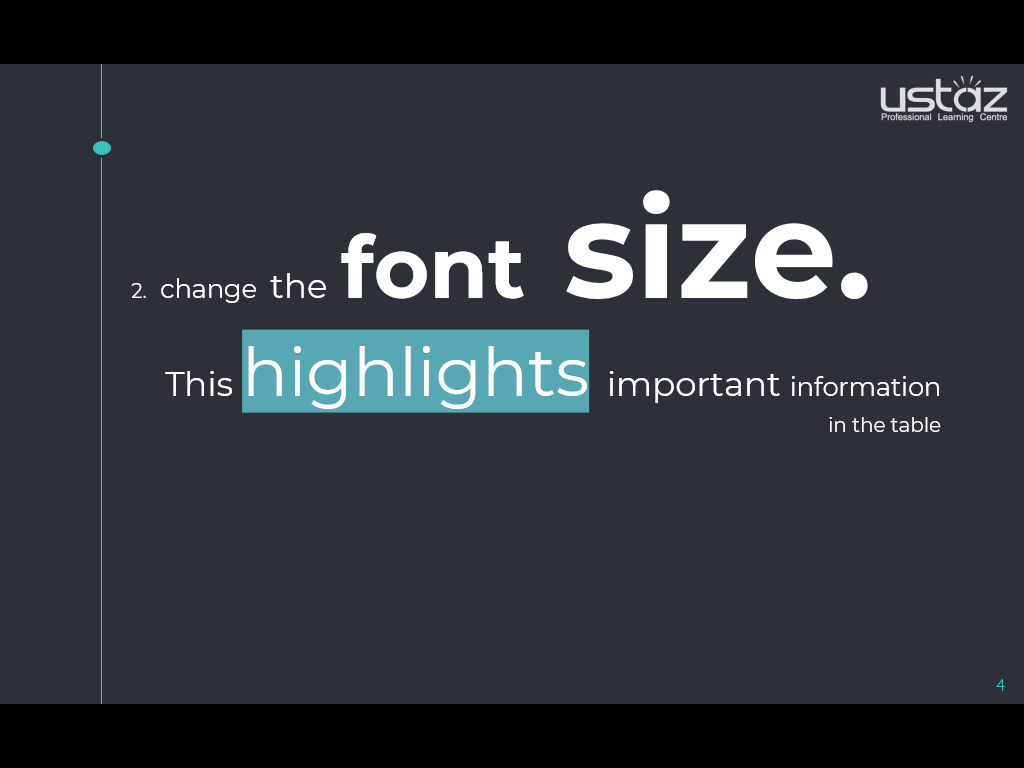 ustaz
Professional Learning Centre
2. change the font size.
This highlights important information
in the table
4